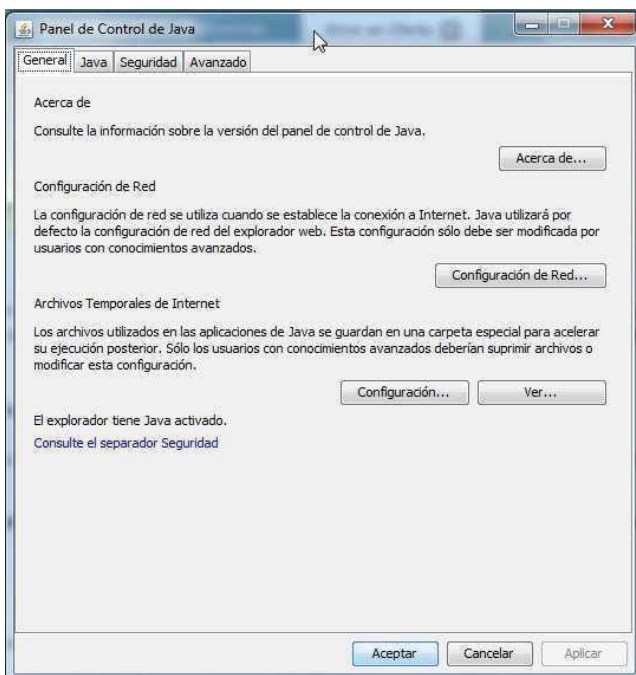 Panel de Control de Java
General Java Seguridad Avanzado
Acerca de
Consulte la información sobre la versión del panel de control de Java.
Acerca de...
Configuración de Red
La configuración de red se utiliza cuando se establece la conexión a Internet. Java utilizará por
defecto la configuración de red del explorador web. Esta configuración sólo debe ser modificada por
usuarios con conocimientos avanzados.
Configuración de Red...
Archivos Temporales de Internet
Los archivos utilizados en las aplicaciones de Java se guardan en una carpeta especial para acelerar
su ejecución posterior. Sólo los usuarios con conocimientos avanzados deberían suprimir archivos o
modificar esta configuración.
Configuración... Ver...
El explorador tiene Java activado.
Consulte el separador Seguridad
Aceptar Cancelar Aplicar